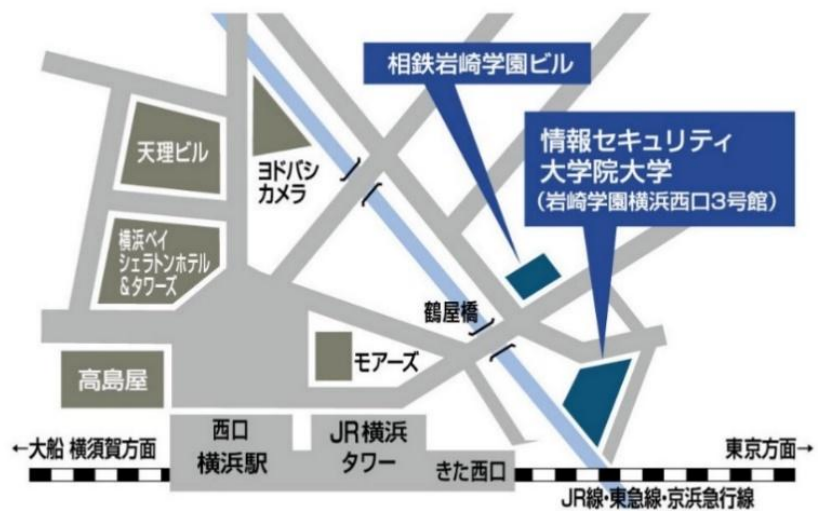 相鉄岩崎学園ビル
情報セキュリティ
大学院大学
（岩崎学園横浜西口3号館）
天理ビル
ヨドバシ
カメラ
横浜ベイ
シェラトンホテル
＆タワーズ
鶴屋橋
モアーズ
高島屋
西口
横浜駅
JR横浜
タワー
きた西口
←大船 横須賀方面
東京方面→
JR線・東急線・京浜急行線